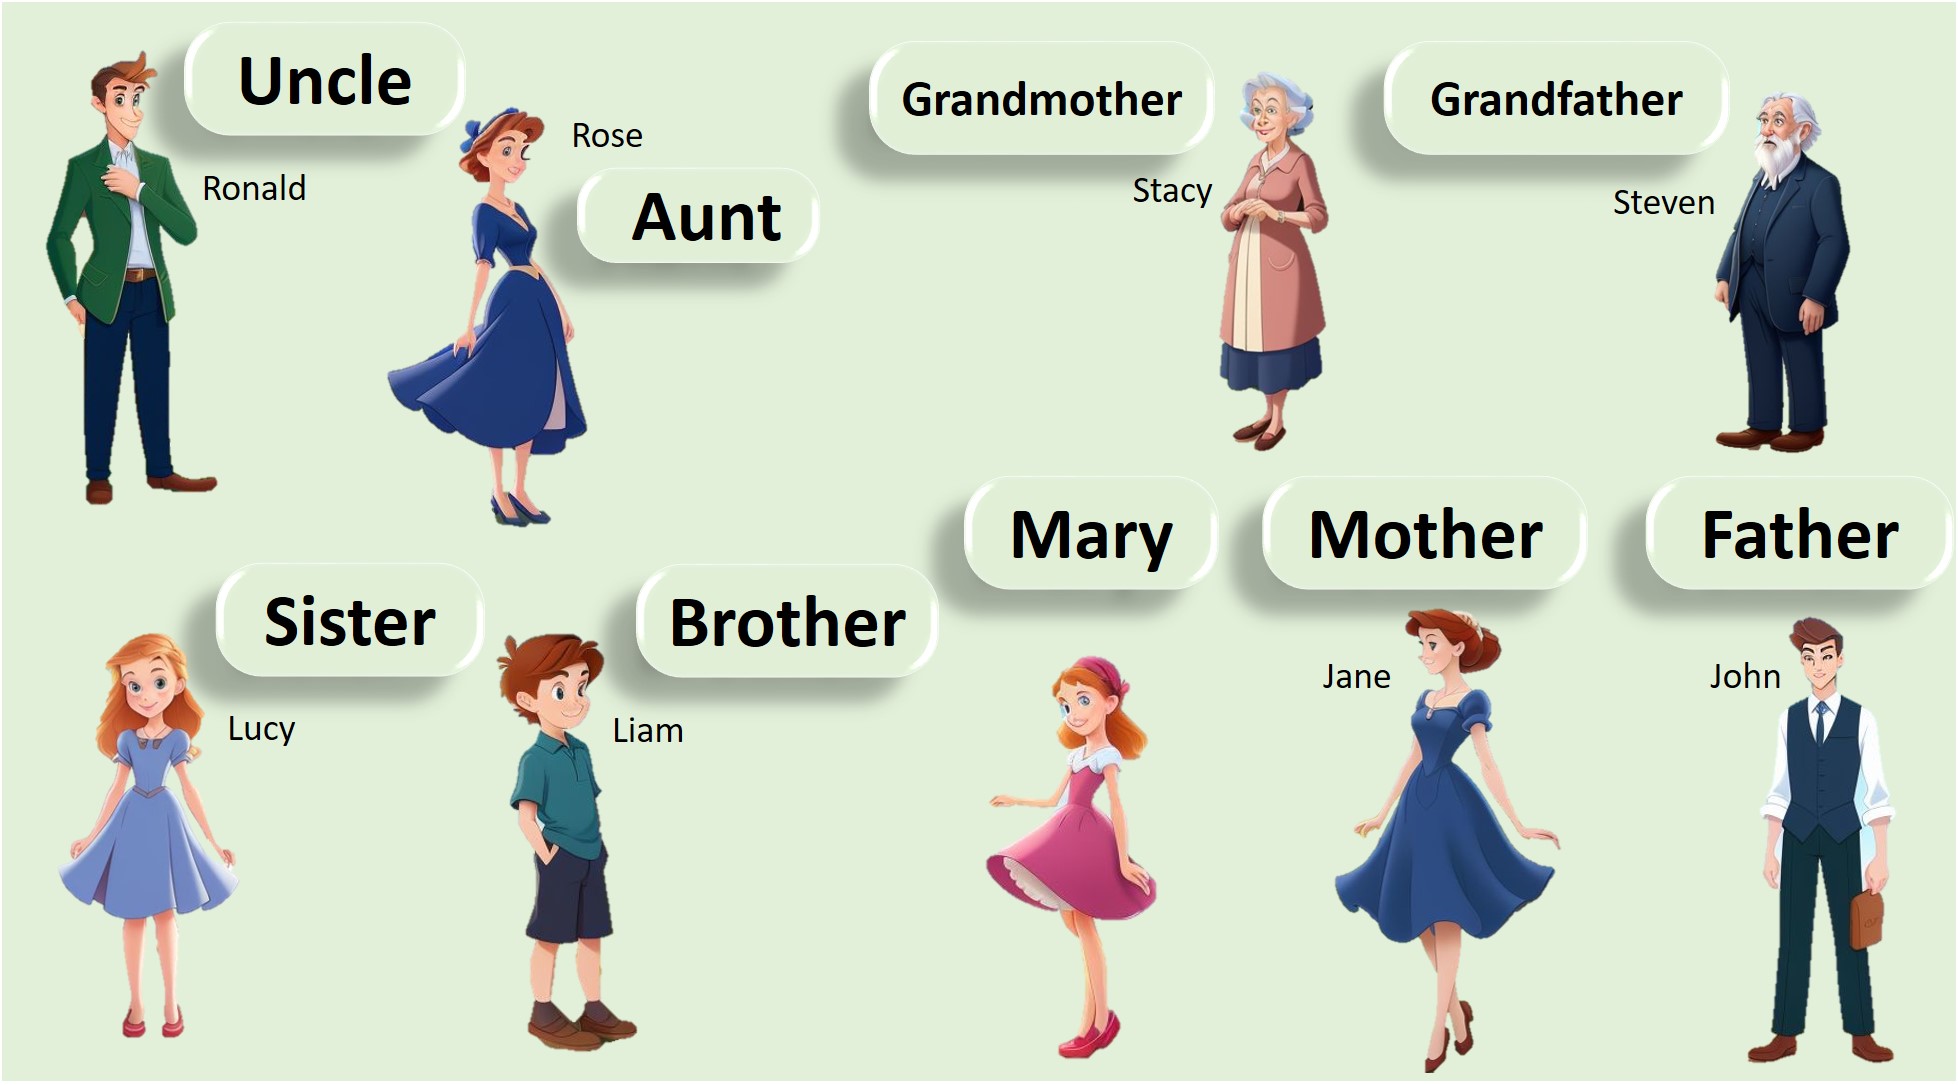 Uncle
Ronald
Rose
Aunt
Grandmother
Stacy
Grandfather
Steven
Sister
Lucy
Brother
Liam
Mary
Mother
Jane
Father
John